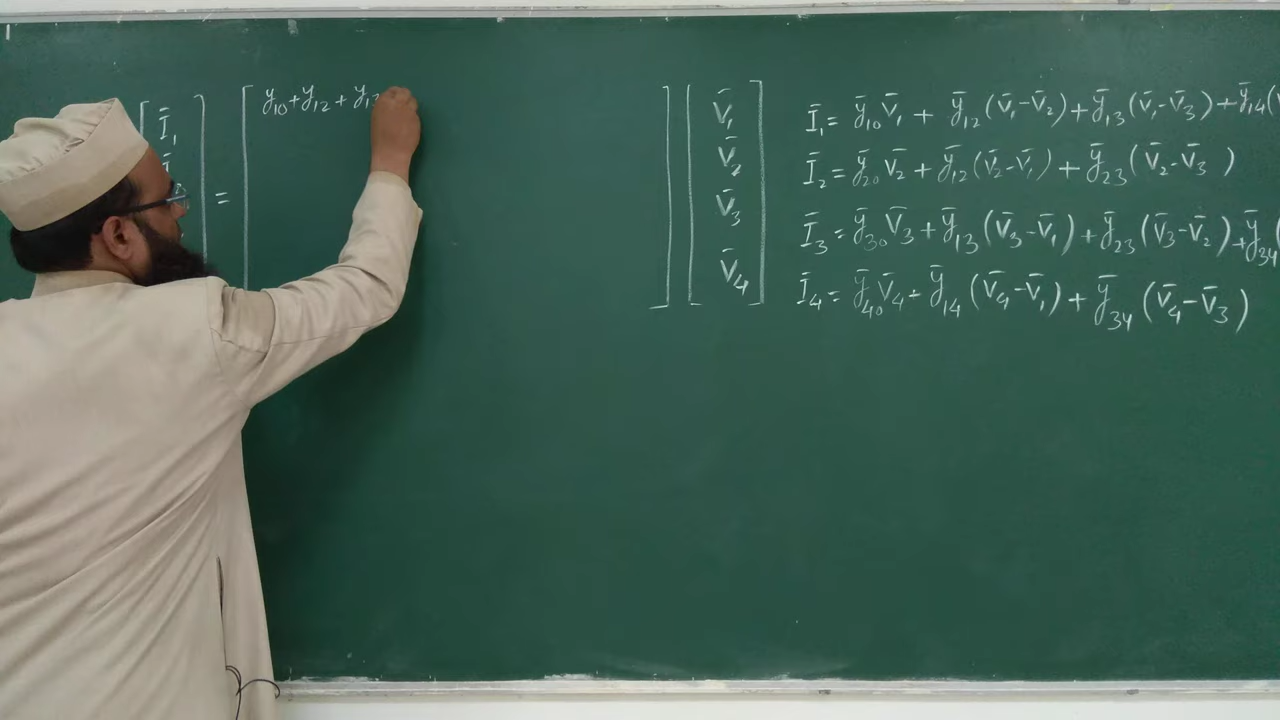 [Ī₁ = [y₁₀+y₁₂+y₁₃ ] [V̄₁
V̄₂
V̄₃
V̄₄]
Ī₁= ȳ₁₀V̄₁ + ȳ₁₂(V̄₁-V̄₂)+ȳ₁₃(V̄₁-V̄₃)+ȳ₁₄(
Ī₂=ȳ₂₀V̄₂+ȳ₁₂(V̄₂-V̄₁)+ȳ₂₃(V̄₂-V̄₃)
Ī₃=ȳ₃₀V̄₃+ȳ₁₃(V̄₃-V̄₁)+ȳ₂₃(V̄₃-V̄₂)+ȳ₃₄(
Ī₄=ȳ₄₀V̄₄+ȳ₁₄(V̄₄-V̄₁)+ȳ₃₄(V̄₄-V̄₃)